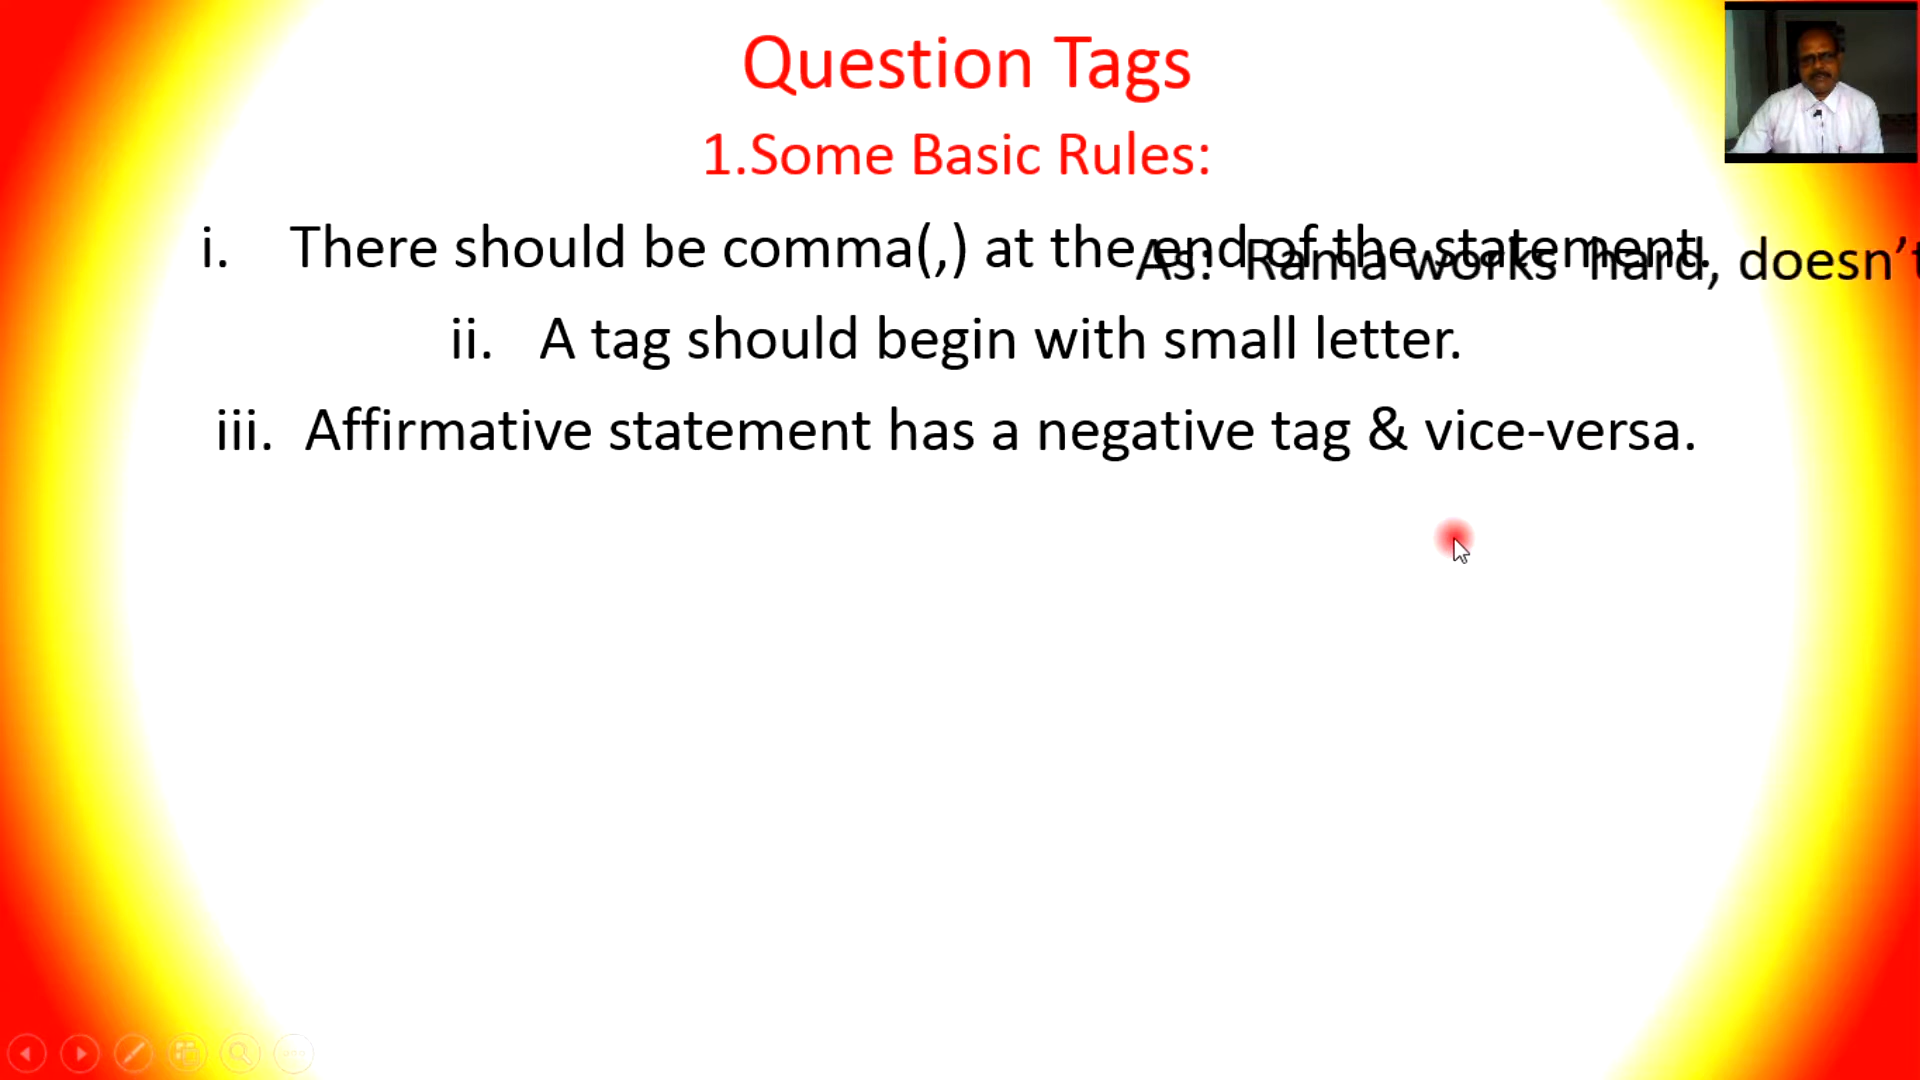 Question Tags
1.Some Basic Rules:
i. There should be comma(,) at the end of the statement.
As: Rama works hard, doesn’t
ii. A tag should begin with small letter.
iii. Affirmative statement has a negative tag & vice-versa.